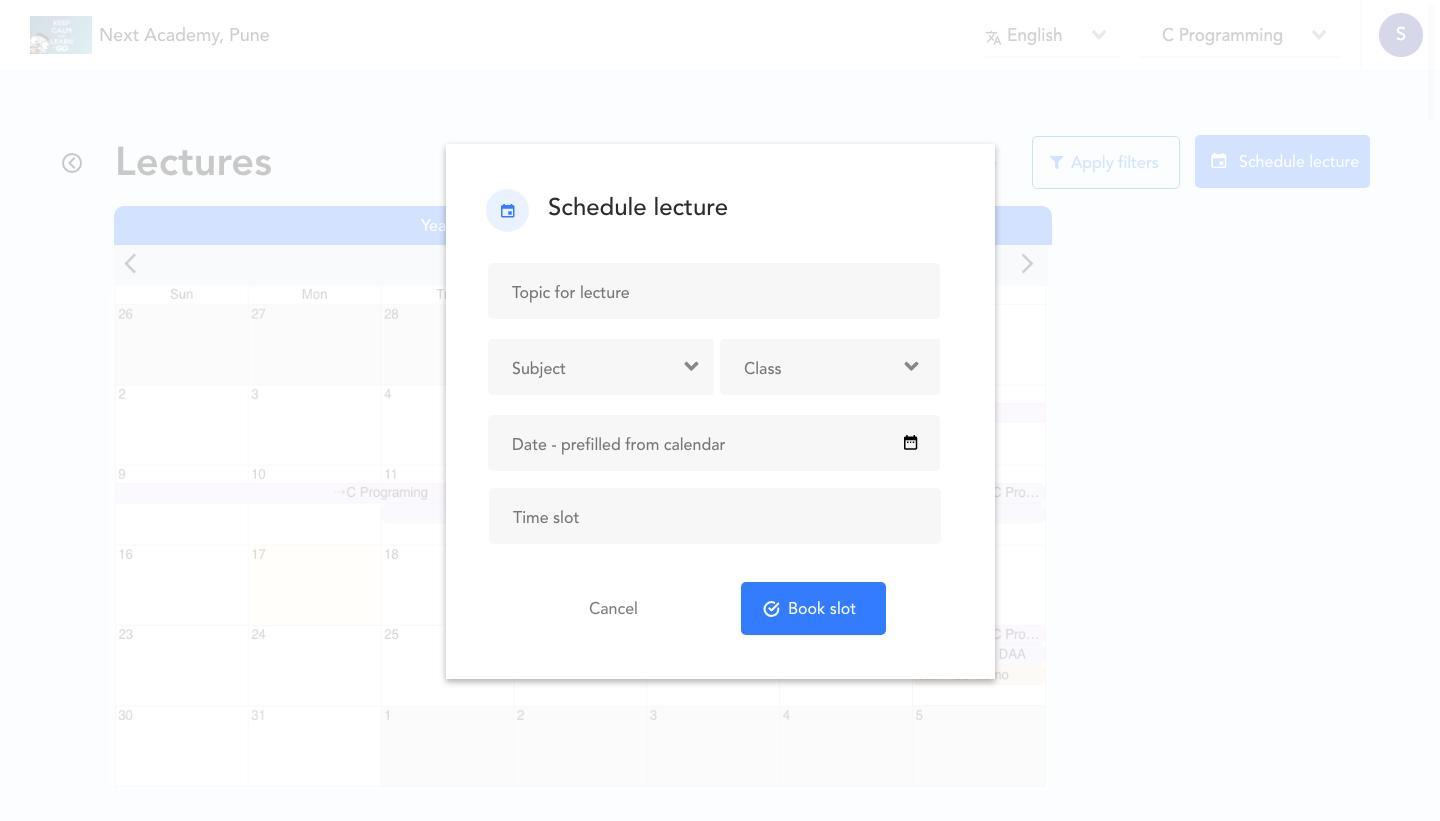 KEEP
CALM
LEARN
GO
Next Academy, Pune
English
C Programming
S
Lectures
Apply filters
Schedule lecture
Schedule lecture
Topic for lecture
Subject
Class
Date - prefilled from calendar
Time slot
Cancel
Book slot
Sun
Mon
26
27
28
2
3
4
9
10
11
C Programing
C Pro...
16
17
18
23
24
25
C Pro...
DAA
30
31
1
2
3
4
5